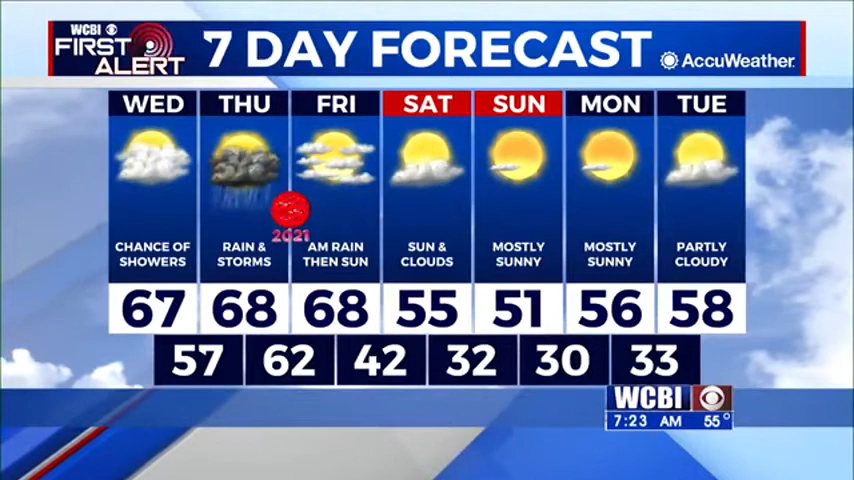 WCBI
FIRST
ALERT
7 DAY FORECAST
AccuWeather
WED THU FRI SAT SUN MON TUE
2021
CHANCE OF SHOWERS
RAIN & STORMS
AM RAIN THEN SUN
SUN & CLOUDS
MOSTLY SUNNY
MOSTLY SUNNY
PARTLY CLOUDY
67 68 68 55 51 56 58
57 62 42 32 30 33
WCBI
7:23 AM 55°